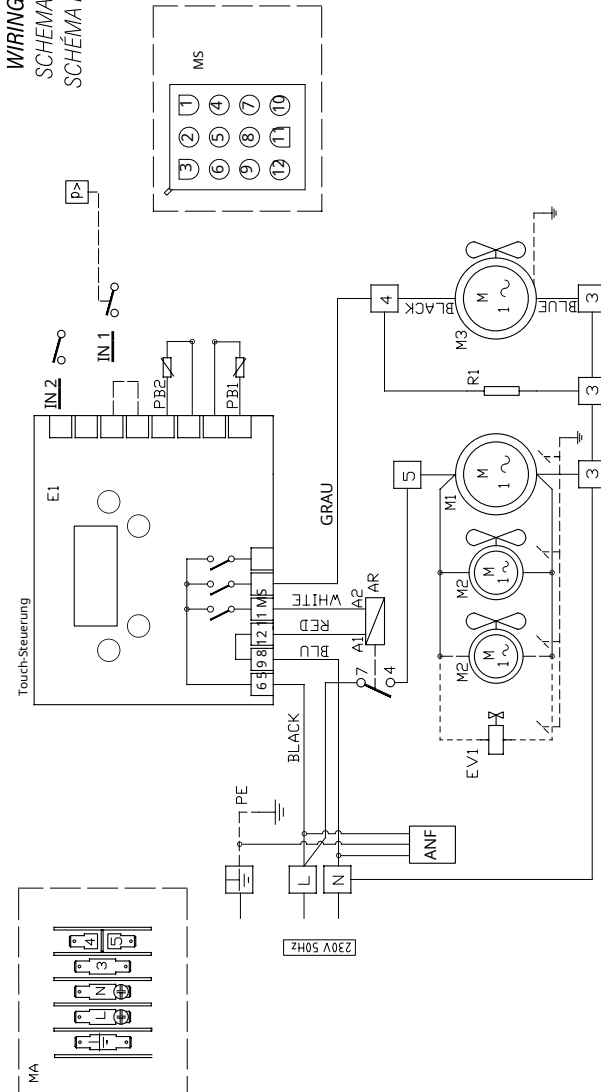 WIRING
SCHEMA
SCHÉMA
MS
3 2 1
6 5 4
9 8 7
12 11 10
p>
IN 2
IN 1
PB2
PB1
Touch-Steuerung
E1
6 5 9 8 12 11 MS
BLACK
BLU
RED
WHITE
GRAU
A1 A2
AR
7
4
5
4
BLACK
BLUE
M3
M
1
R1
3
3
3
M1
M
1
M2
M
1
M2
M
1
EV1
PE
L
N
ANF
230V 50Hz
MA
L
N
3
4
5